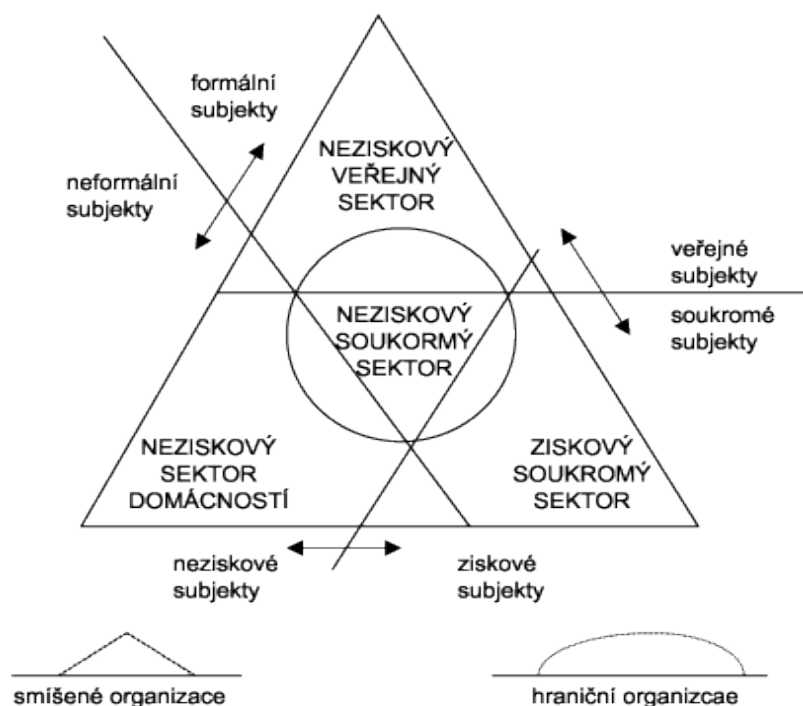 formální
subjekty
neformální
subjekty
NEZISKOVÝ
VEŘEJNÝ
SEKTOR
veřejné
subjekty
soukromé
subjekty
NEZISKOVÝ
SOUKORMÝ
SEKTOR
NEZISKOVÝ
SEKTOR
DOMÁCNOSTÍ
ZISKOVÝ
SOUKROMÝ
SEKTOR
neziskové
subjekty
ziskové
subjekty
smíšené organizace
hraniční organizcae